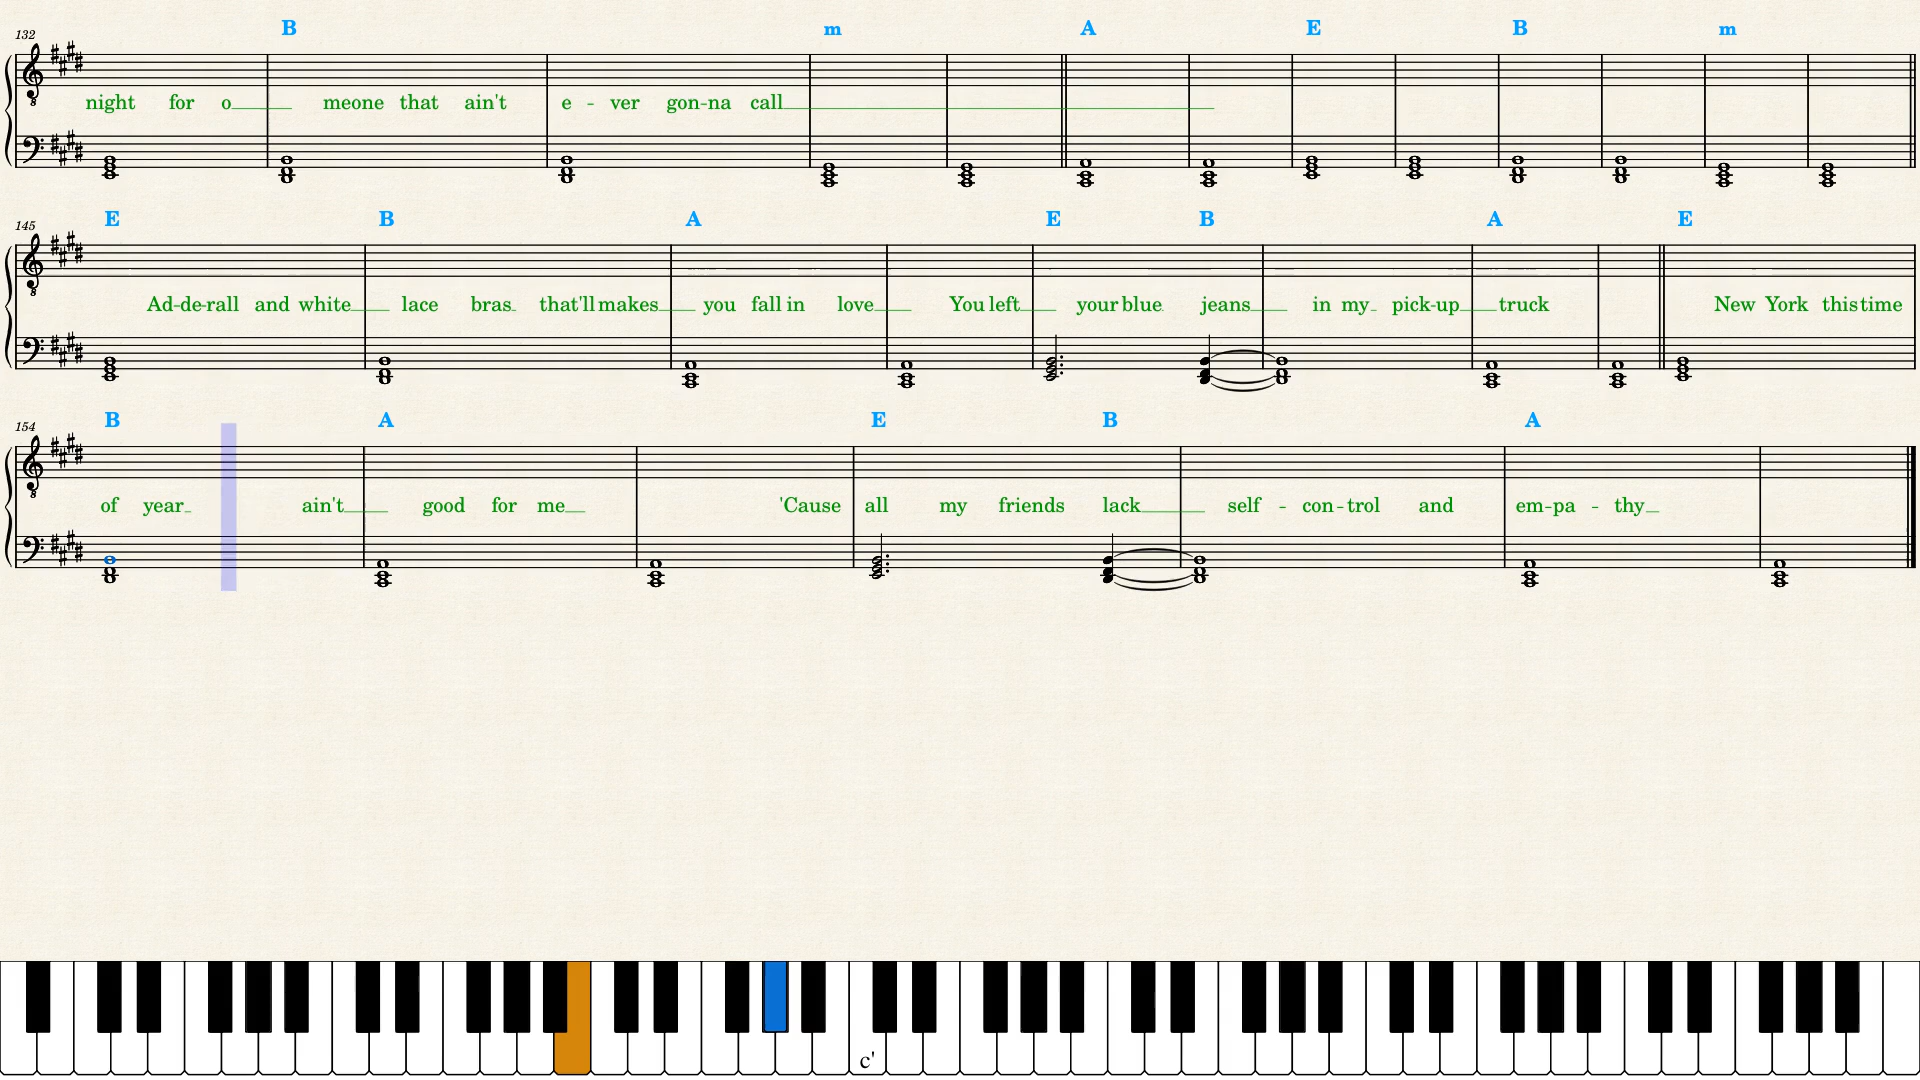 B m A E B m
132
night for o meone that ain't e - ver gon-na call
E B A E B A E
145
Ad-de-rall and white lace bras that'll makes you fall in love You left your blue jeans in my pick-up truck New York this time
B A E B A
154
of year ain't good for me 'Cause all my friends lack self - con-trol and em-pa - thy
c'